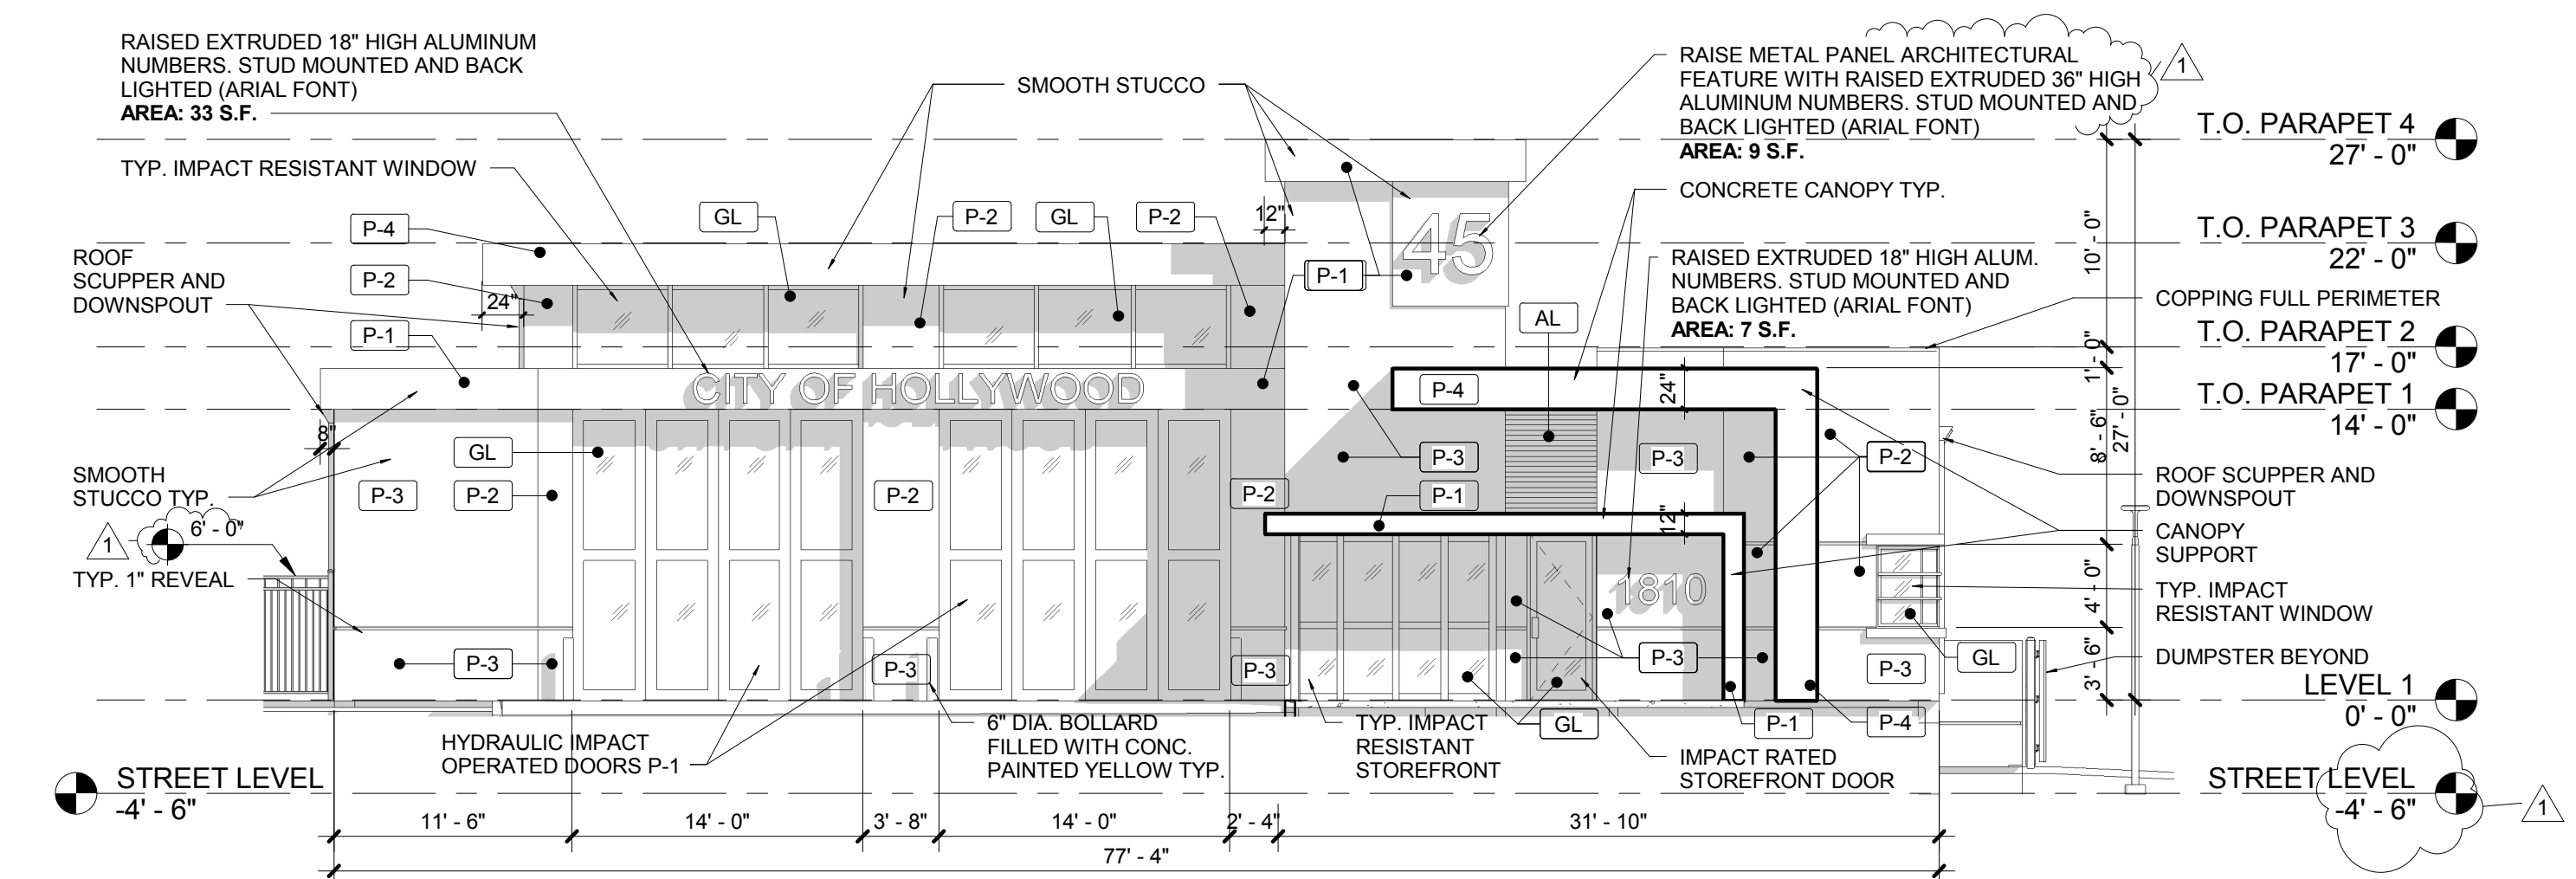 RAISED EXTRUDED 18" HIGH ALUMINUM
NUMBERS. STUD MOUNTED AND BACK
LIGHTED (ARIAL FONT)
AREA: 33 S.F.
TYP. IMPACT RESISTANT WINDOW
SMOOTH STUCCO
RAISE METAL PANEL ARCHITECTURAL
FEATURE WITH RAISED EXTRUDED 36" HIGH
ALUMINUM NUMBERS. STUD MOUNTED AND
BACK LIGHTED (ARIAL FONT)
AREA: 9 S.F.
1
CONCRETE CANOPY TYP.
RAISED EXTRUDED 18" HIGH ALUM.
NUMBERS. STUD MOUNTED AND
BACK LIGHTED (ARIAL FONT)
AREA: 7 S.F.
T.O. PARAPET 4
27' - 0"
T.O. PARAPET 3
22' - 0"
COPPING FULL PERIMETER
T.O. PARAPET 2
17' - 0"
T.O. PARAPET 1
14' - 0"
ROOF SCUPPER AND
DOWNSPOUT
CANOPY
SUPPORT
TYP. IMPACT
RESISTANT WINDOW
DUMPSTER BEYOND
LEVEL 1
0' - 0"
STREET LEVEL
-4' - 6"
1
10' - 0"
1' - 0"
8' - 6"
27' - 0"
4' - 0"
3' - 6"
ROOF
SCUPPER AND
DOWNSPOUT
P-4
P-2
24"
P-1
GL
P-2
GL
P-2
12"
P-1
45
AL
CITY OF HOLLYWOOD
8"
SMOOTH
STUCCO TYP.
6' - 0"
1
TYP. 1" REVEAL
GL
P-3
P-2
P-2
P-2
P-4
24"
P-3
P-3
P-2
P-1
12"
1810
P-3
P-3
P-3
P-3
P-3
GL
HYDRAULIC IMPACT
OPERATED DOORS P-1
6" DIA. BOLLARD
FILLED WITH CONC.
PAINTED YELLOW TYP.
TYP. IMPACT
RESISTANT
STOREFRONT
GL
IMPACT RATED
STOREFRONT DOOR
P-1
P-4
STREET LEVEL
-4' - 6"
11' - 6"
14' - 0"
3' - 8"
14' - 0"
2' - 4"
31' - 10"
77' - 4"